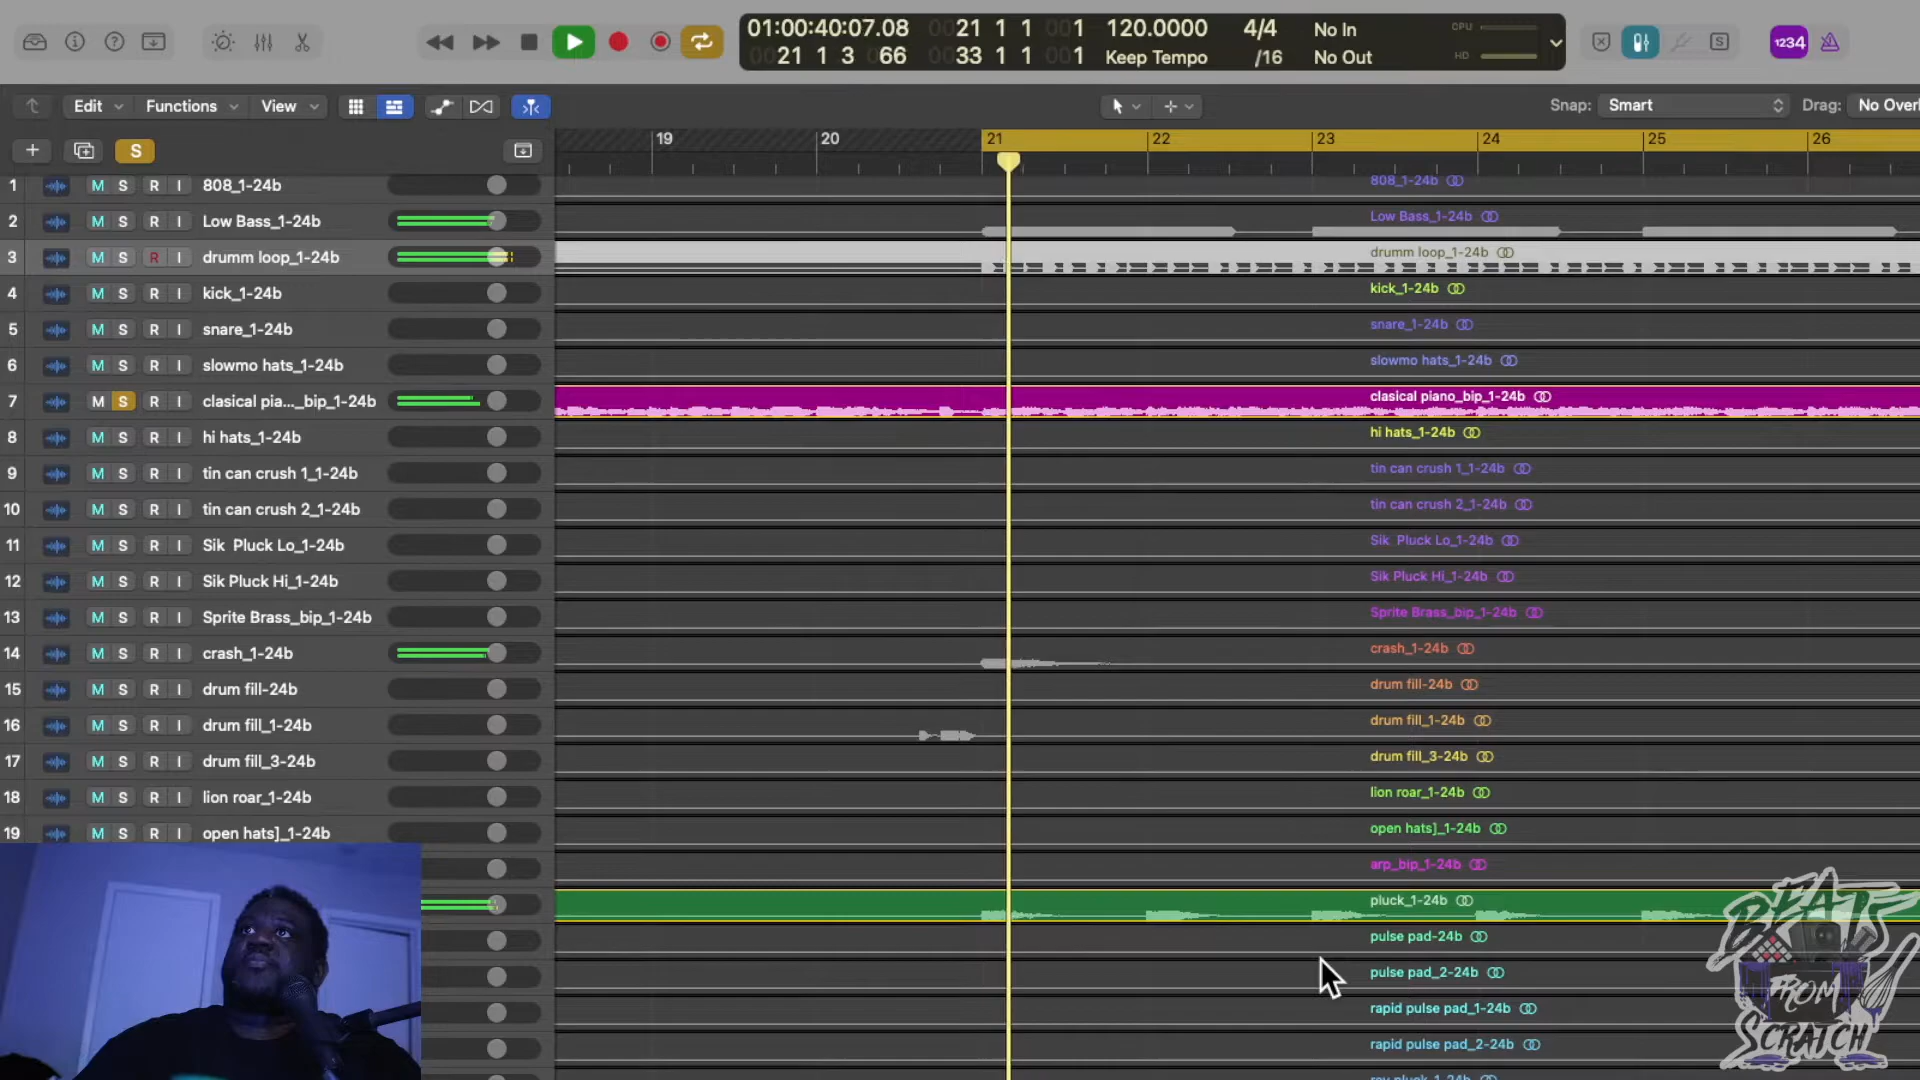 01:00:40:07.08 0021 1 1 001 120.0000 4/4 No In CPU
0021 1 3 066 0033 1 1 001 Keep Tempo /16 No Out HD
S 1234
Edit Functions View Snap: Smart Drag: No Overl
S 19 20 21 22 23 24 25 26
1 M S R I 808_1-24b 808_1-24b
2 M S R I Low Bass_1-24b Low Bass_1-24b
3 M S R I drumm loop_1-24b drumm loop_1-24b
4 M S R I kick_1-24b kick_1-24b
5 M S R I snare_1-24b snare_1-24b
6 M S R I slowmo hats_1-24b slowmo hats_1-24b
7 M S R I clasical pia..._bip_1-24b clasical piano_bip_1-24b
8 M S R I hi hats_1-24b hi hats_1-24b
9 M S R I tin can crush 1_1-24b tin can crush 1_1-24b
10 M S R I tin can crush 2_1-24b tin can crush 2_1-24b
11 M S R I Sik  Pluck Lo_1-24b Sik  Pluck Lo_1-24b
12 M S R I Sik Pluck Hi_1-24b Sik Pluck Hi_1-24b
13 M S R I Sprite Brass_bip_1-24b Sprite Brass_bip_1-24b
14 M S R I crash_1-24b crash_1-24b
15 M S R I drum fill-24b drum fill-24b
16 M S R I drum fill_1-24b drum fill_1-24b
17 M S R I drum fill_3-24b drum fill_3-24b
18 M S R I lion roar_1-24b lion roar_1-24b
19 M S R I open hats]_1-24b open hats]_1-24b
arp_bip_1-24b
pluck_1-24b
pulse pad-24b
pulse pad_2-24b
rapid pulse pad_1-24b
rapid pulse pad_2-24b
BEAT
FROM
SCRATCH